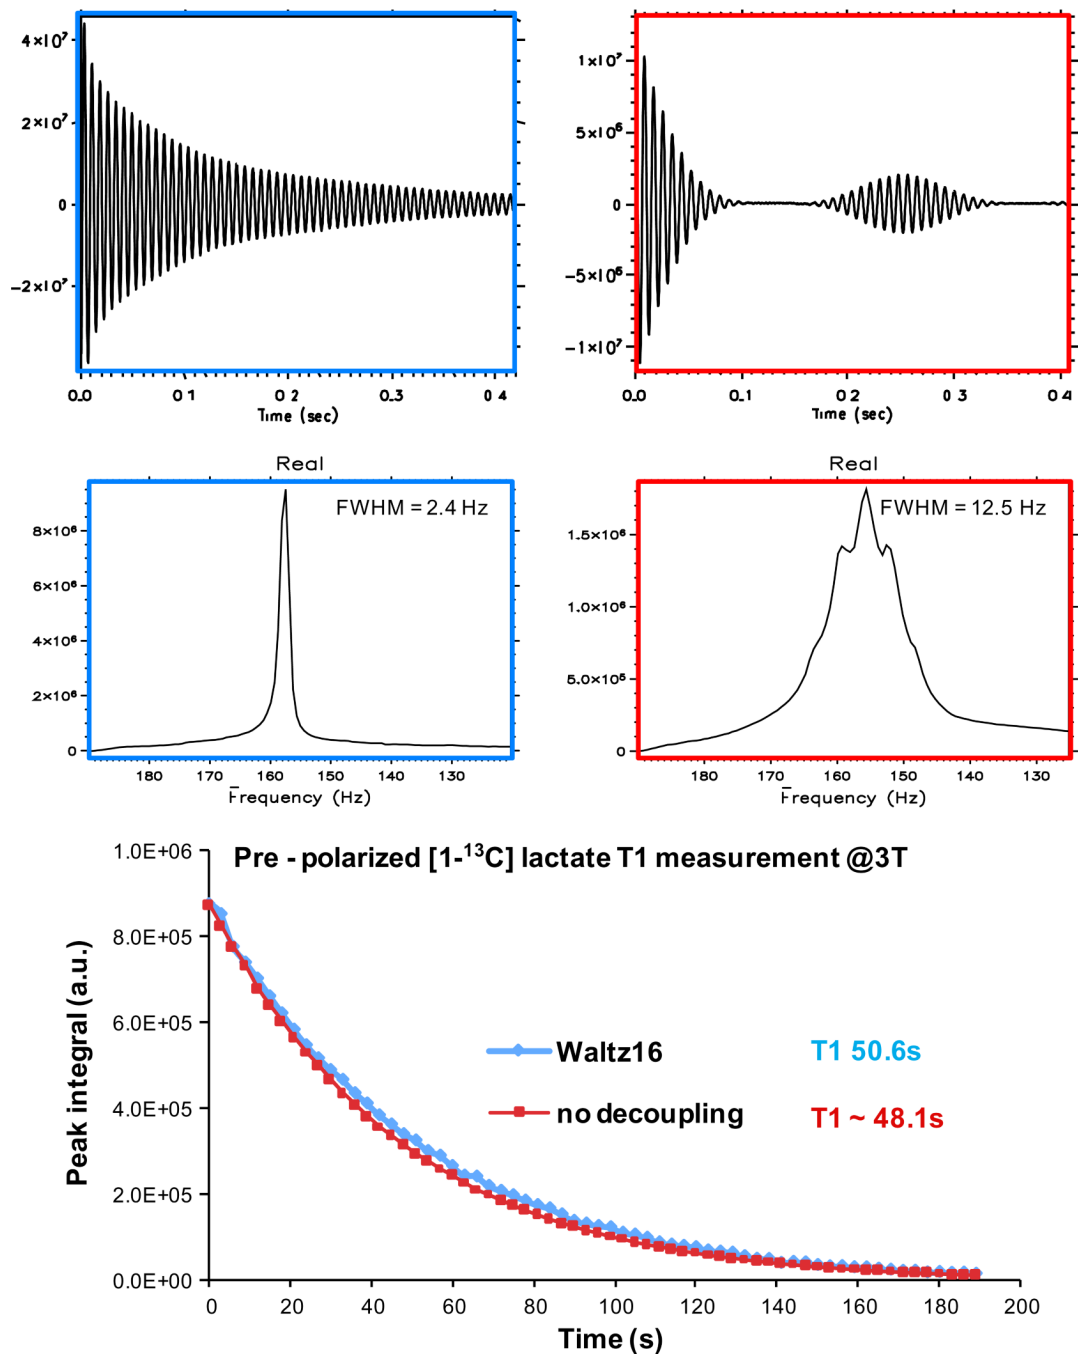 4×10⁷
2×10⁷
0
−2×10⁷
0.0 0.1 0.2 0.3 0.4
Time (sec)
1×10⁷
5×10⁶
0
−5×10⁶
−1×10⁷
0.0 0.1 0.2 0.3 0.4
Time (sec)
Real
FWHM = 2.4 Hz
8×10⁶
6×10⁶
4×10⁶
2×10⁶
0
180 170 160 150 140 130
Frequency (Hz)
Real
FWHM = 12.5 Hz
1.5×10⁶
1.0×10⁶
5.0×10⁵
0
180 170 160 150 140 130
Frequency (Hz)
Pre - polarized [1-¹³C] lactate T1 measurement @3T
Peak integral (a.u.)
1.0E+06
8.0E+05
6.0E+05
4.0E+05
2.0E+05
0.0E+00
Waltz16 T1 50.6s
no decoupling T1 ~ 48.1s
0 20 40 60 80 100 120 140 160 180 200
Time (s)